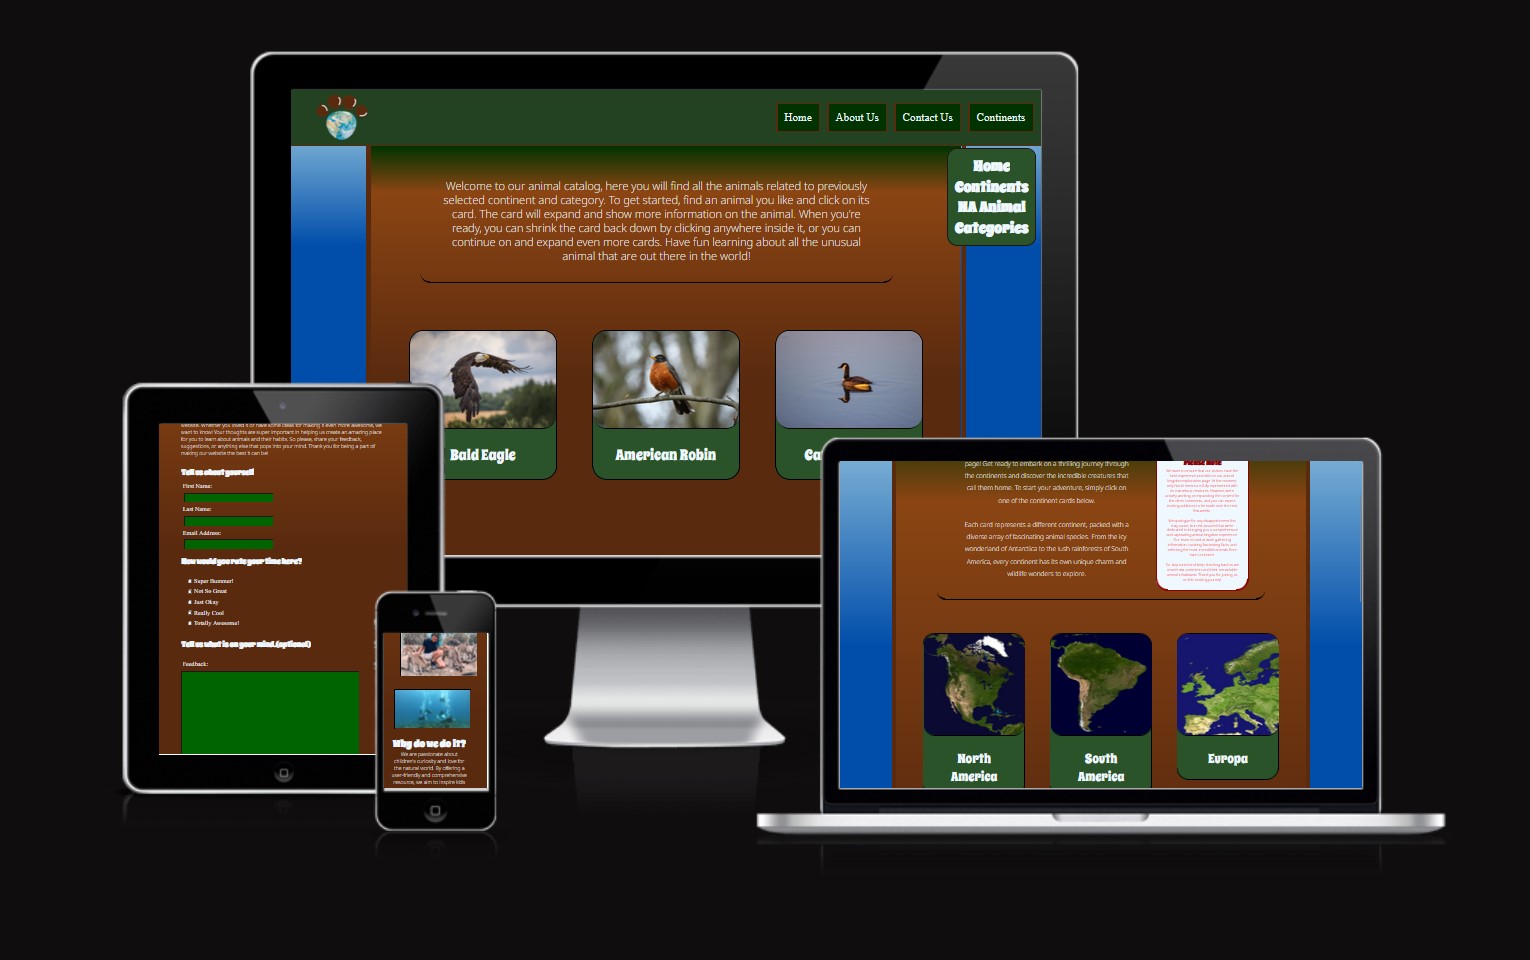 Home
About Us
Contact Us
Continents
Home
Continents
NA Animal
Categories
Welcome to our animal catalog, here you will find all the animals related to previously
selected continent and category. To get started, find an animal you like and click on its
card. The card will expand and show more information on the animal. When you're
ready, you can shrink the card back down by clicking anywhere inside it, or you can
continue on and expand even more cards. Have fun learning about all the unusual
animal that are out there in the world!
Bald Eagle
American Robin
Ca
website. Whether you loved it or have some ideas for making it even more awesome, we
want to know! Your thoughts are super important in helping us create an amazing place
for you to learn about animals and their habits. So please, share your feedback,
suggestions, or anything else that pops into your mind. Thank you for being a part of
making our website the best it can be!
Tell us about yourself
First Name:
Last Name:
Email Address:
How would you rate your time here?
Super Bummer!
Not So Great
Just Okay
Really Cool
Totally Awesome!
Tell us what is on your mind.(optional)
Feedback:
Why do we do it?
We are passionate about
children's curiosity and love for
the natural world. By offering a
user-friendly and comprehensive
resource, we aim to inspire kids
page! Get ready to embark on a thrilling journey through
the continents and discover the incredible creatures that
call them home. To start your adventure, simply click on
one of the continent cards below.
Each card represents a different continent, packed with a
diverse array of fascinating animal species. From the icy
wonderland of Antarctica to the lush rainforests of South
America, every continent has its own unique charm and
wildlife wonders to explore.
Please Note
North
America
South
America
Europa